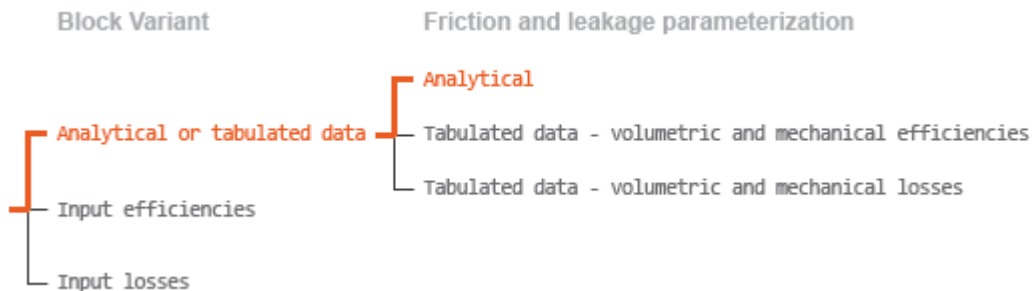 Block Variant
Friction and leakage parameterization
Analytical
Analytical or tabulated data
Tabulated data - volumetric and mechanical efficiencies
Tabulated data - volumetric and mechanical losses
Input efficiencies
Input losses